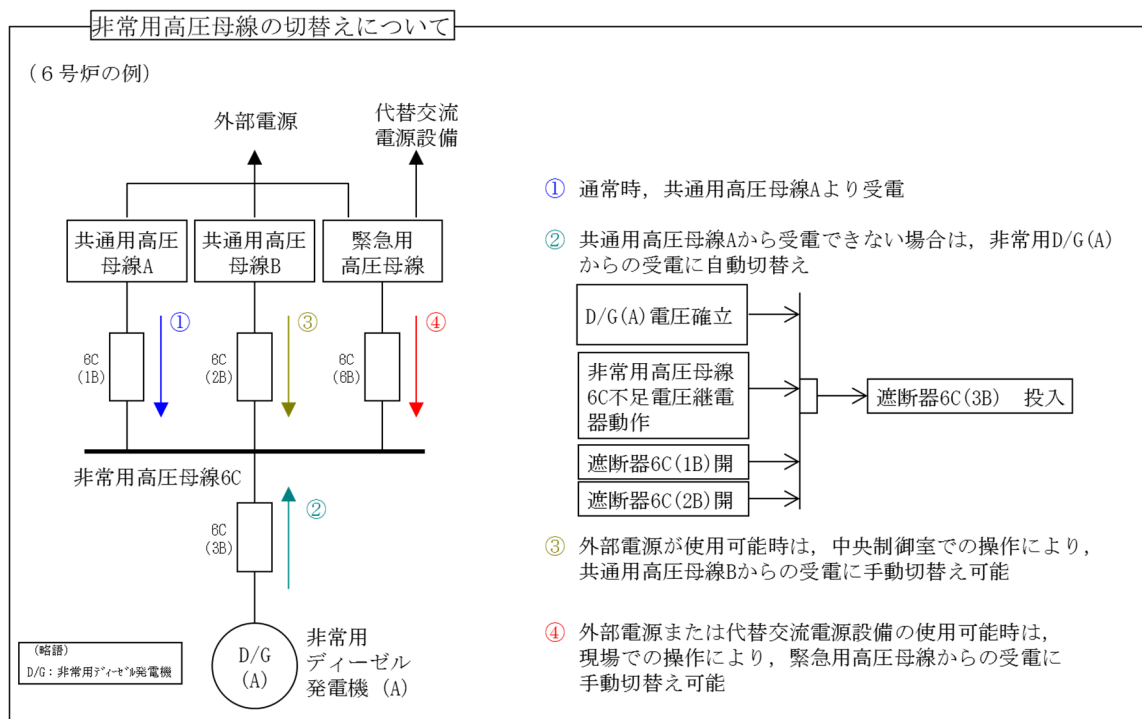 非常用高圧母線の切替えについて
（６号炉の例）
外部電源
代替交流
電源設備
共通用高圧
母線A
共通用高圧
母線B
緊急用
高圧母線
①
③
④
6C
(1B)
6C
(2B)
6C
(6B)
非常用高圧母線6C
6C
(3B)
②
D/G
(A)
非常用
ディーゼル
発電機 (A)
(略語)
D/G：非常用ﾃﾞｨｰｾﾞﾙ発電機
① 通常時，共通用高圧母線Aより受電
② 共通用高圧母線Aから受電できない場合は，非常用D/G(A)
からの受電に自動切替え
D/G(A)電圧確立
非常用高圧母線
6C不足電圧継電
器動作
遮断器6C(1B)開
遮断器6C(2B)開
遮断器6C(3B)　投入
③ 外部電源が使用可能時は，中央制御室での操作により，
共通用高圧母線Bからの受電に手動切替え可能
④ 外部電源または代替交流電源設備の使用可能時は，
現場での操作により，緊急用高圧母線からの受電に
手動切替え可能